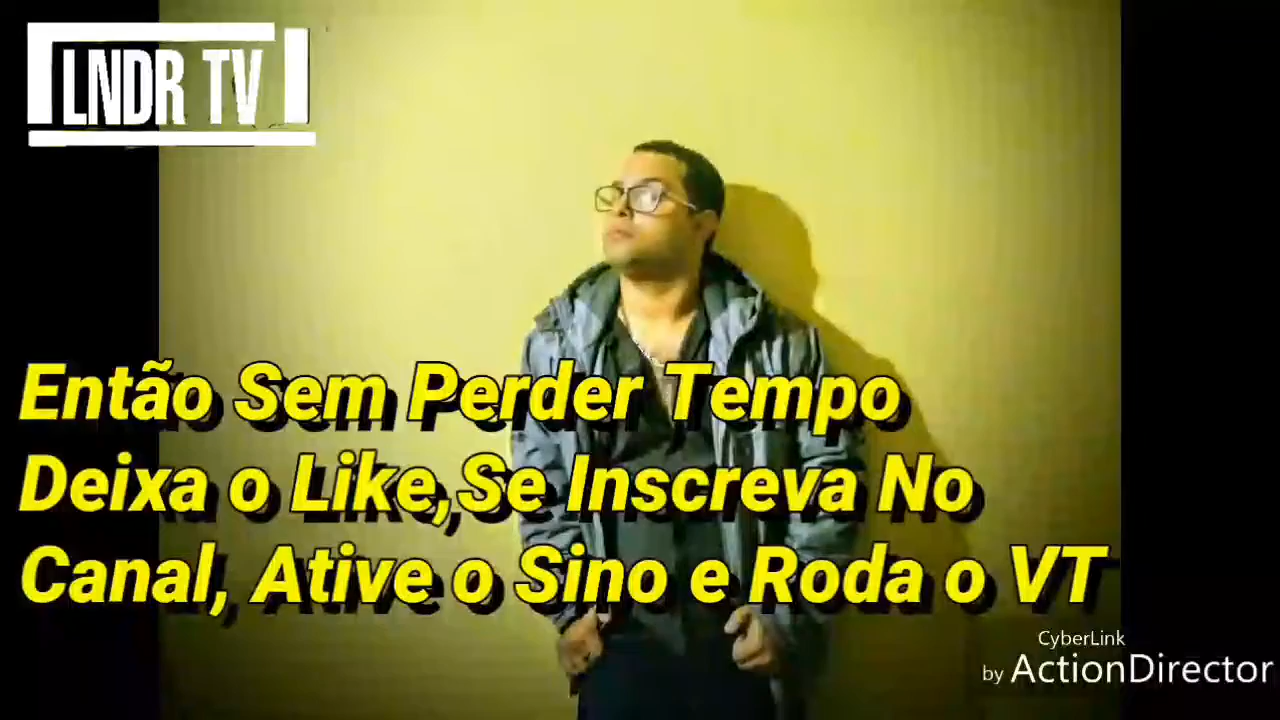 LNDR TV
Então Sem Perder Tempo
Deixa o Like,Se Inscreva No
Canal, Ative o Sino e Roda o VT
CyberLink
by ActionDirector